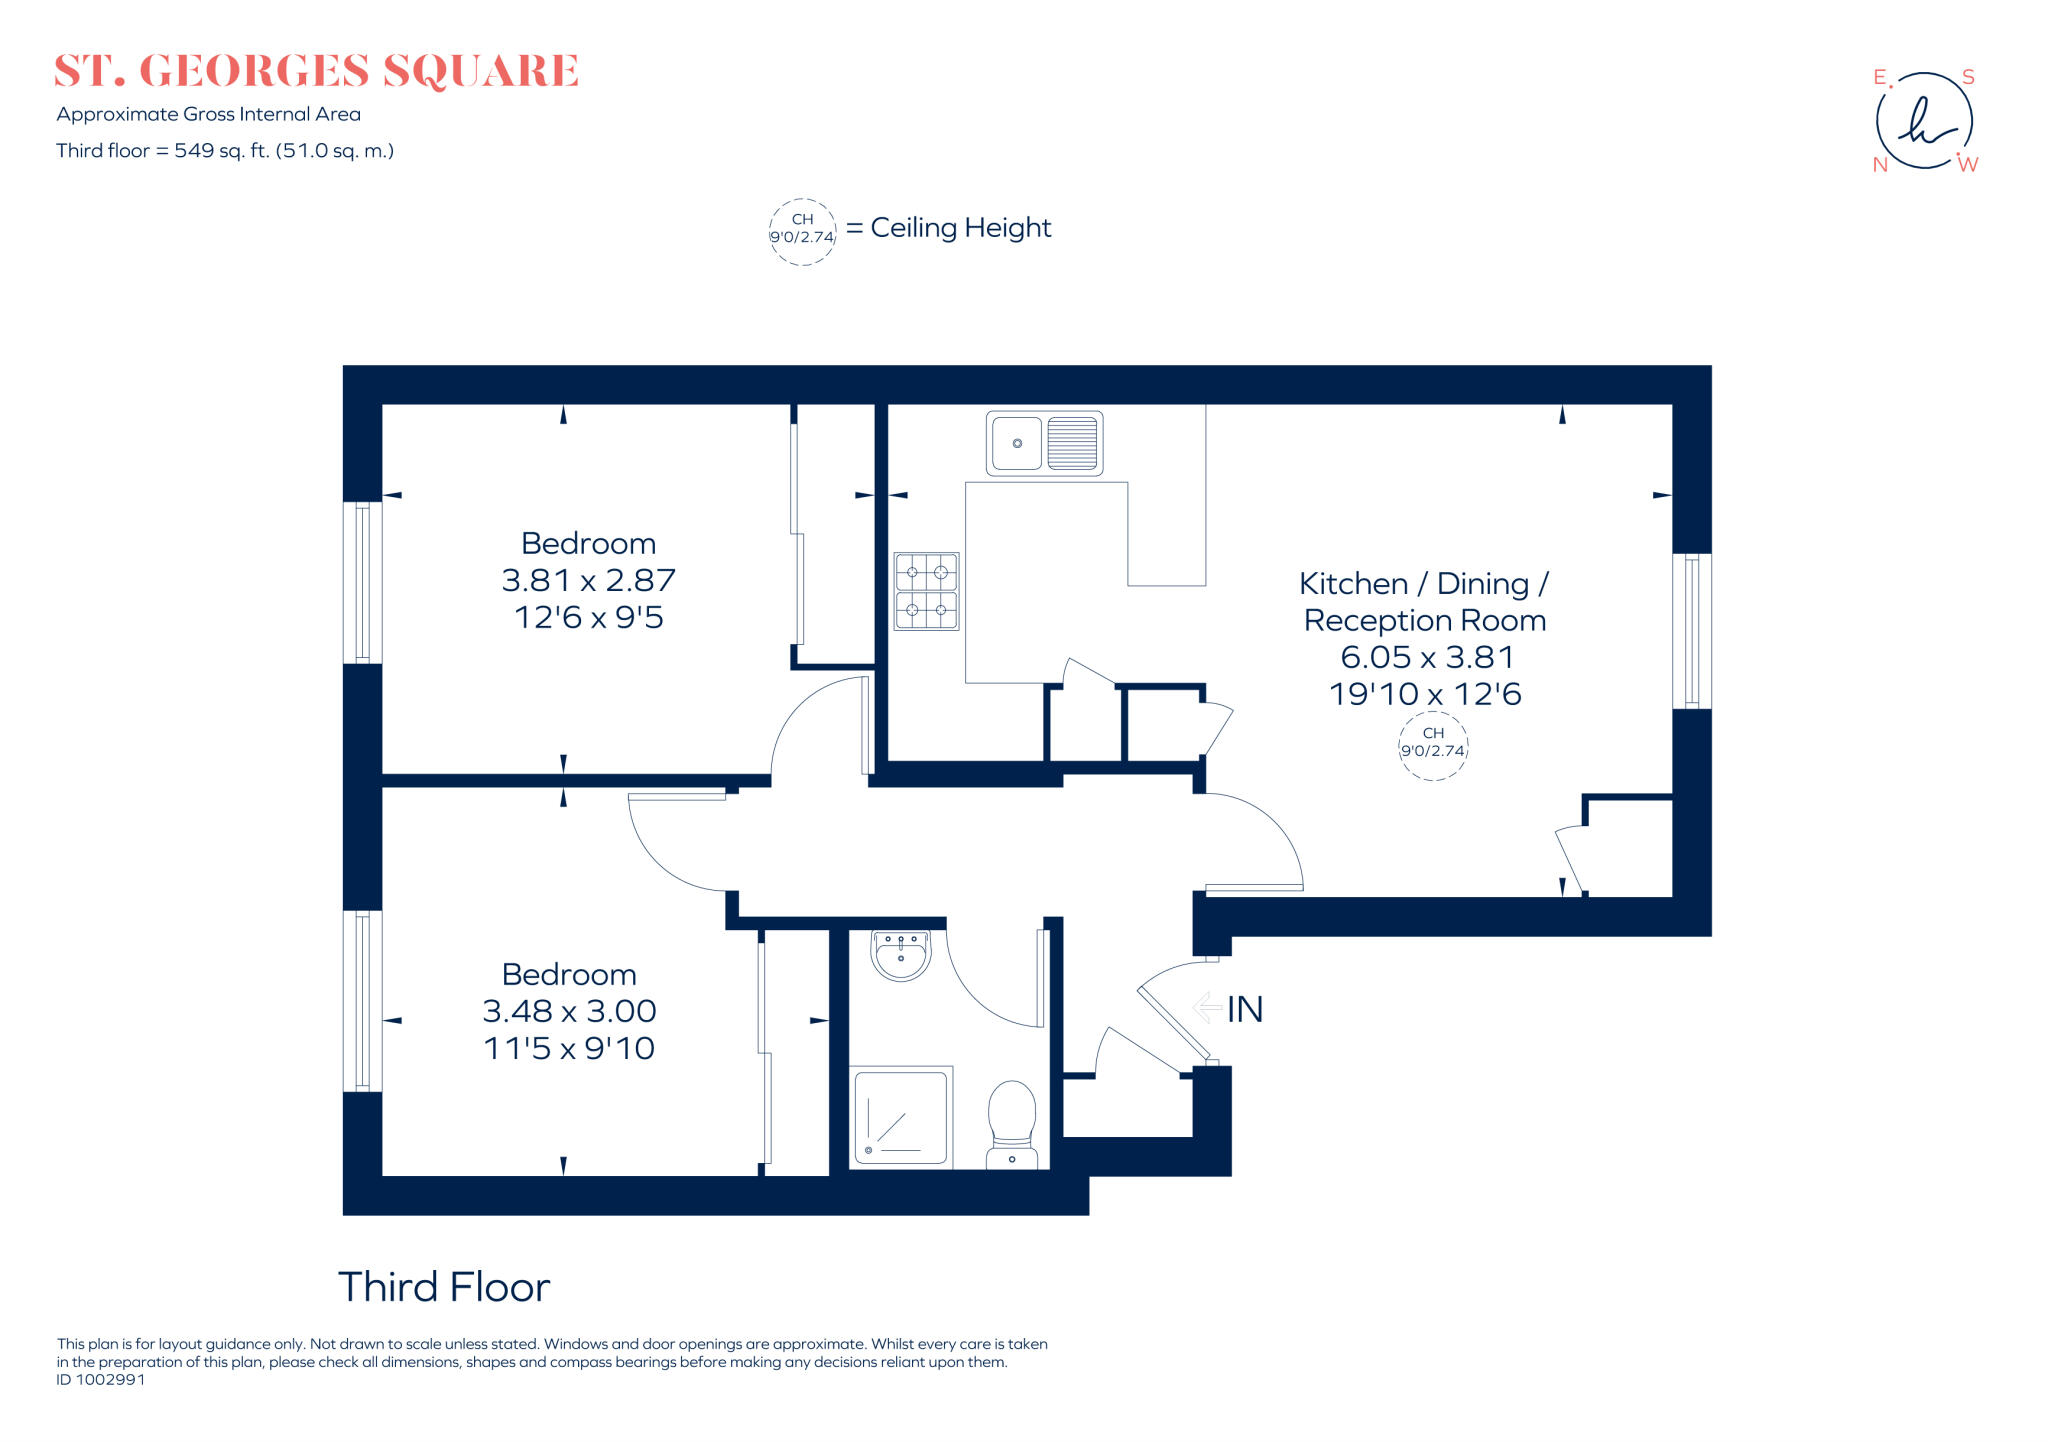 ST. GEORGES SQUARE
Approximate Gross Internal Area
Third floor = 549 sq. ft. (51.0 sq. m.)
E S
N W
CH
9'0/2.74
= Ceiling Height
Bedroom
3.81 x 2.87
12'6 x 9'5
Kitchen / Dining /
Reception Room
6.05 x 3.81
19'10 x 12'6
CH
9'0/2.74
Bedroom
3.48 x 3.00
11'5 x 9'10
IN
Third Floor
This plan is for layout guidance only. Not drawn to scale unless stated. Windows and door openings are approximate. Whilst every care is taken
in the preparation of this plan, please check all dimensions, shapes and compass bearings before making any decisions reliant upon them.
ID 1002991